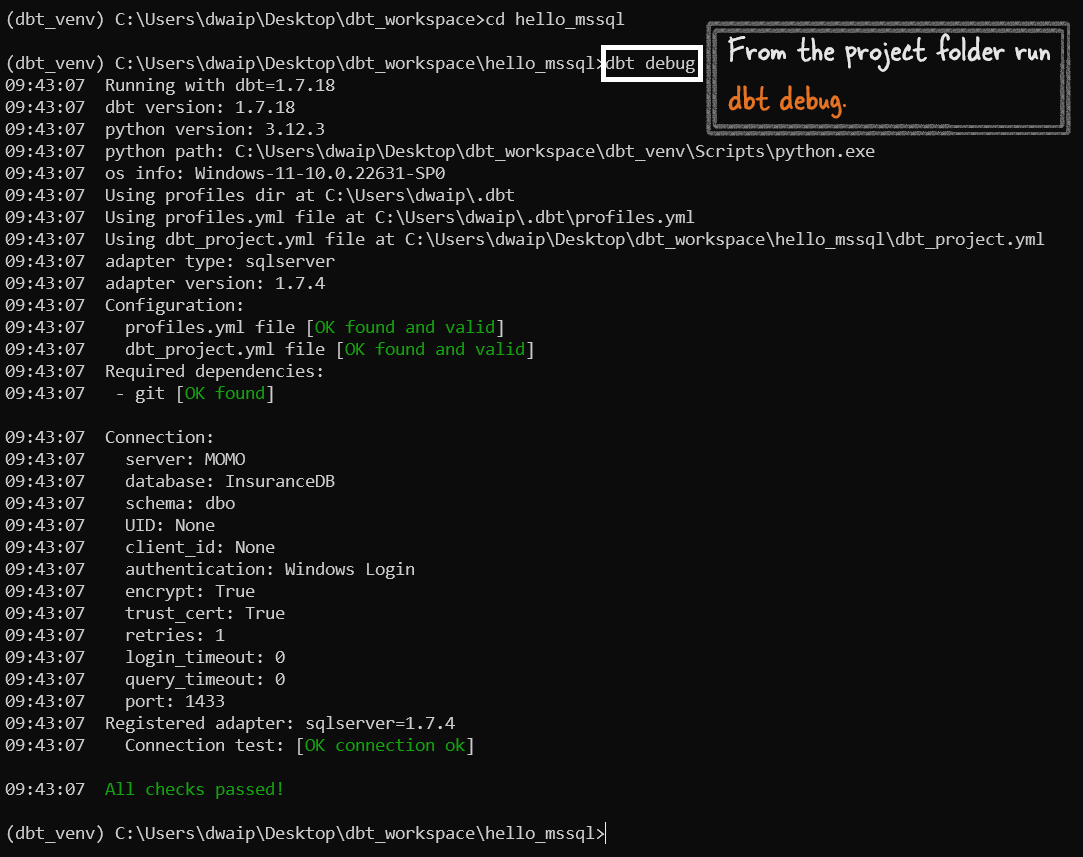 (dbt_venv) C:\Users\dwaip\Desktop\dbt_workspace>cd hello_mssql
(dbt_venv) C:\Users\dwaip\Desktop\dbt_workspace\hello_mssql>dbt debug
From the project folder run
dbt debug.
09:43:07  Running with dbt=1.7.18
09:43:07  dbt version: 1.7.18
09:43:07  python version: 3.12.3
09:43:07  python path: C:\Users\dwaip\Desktop\dbt_workspace\dbt_venv\Scripts\python.exe
09:43:07  os info: Windows-11-10.0.22631-SP0
09:43:07  Using profiles dir at C:\Users\dwaip\.dbt
09:43:07  Using profiles.yml file at C:\Users\dwaip\.dbt\profiles.yml
09:43:07  Using dbt_project.yml file at C:\Users\dwaip\Desktop\dbt_workspace\hello_mssql\dbt_project.yml
09:43:07  adapter type: sqlserver
09:43:07  adapter version: 1.7.4
09:43:07  Configuration:
09:43:07    profiles.yml file [OK found and valid]
09:43:07    dbt_project.yml file [OK found and valid]
09:43:07  Required dependencies:
09:43:07   - git [OK found]
09:43:07  Connection:
09:43:07    server: MOMO
09:43:07    database: InsuranceDB
09:43:07    schema: dbo
09:43:07    UID: None
09:43:07    client_id: None
09:43:07    authentication: Windows Login
09:43:07    encrypt: True
09:43:07    trust_cert: True
09:43:07    retries: 1
09:43:07    login_timeout: 0
09:43:07    query_timeout: 0
09:43:07    port: 1433
09:43:07  Registered adapter: sqlserver=1.7.4
09:43:07    Connection test: [OK connection ok]
09:43:07  All checks passed!
(dbt_venv) C:\Users\dwaip\Desktop\dbt_workspace\hello_mssql>